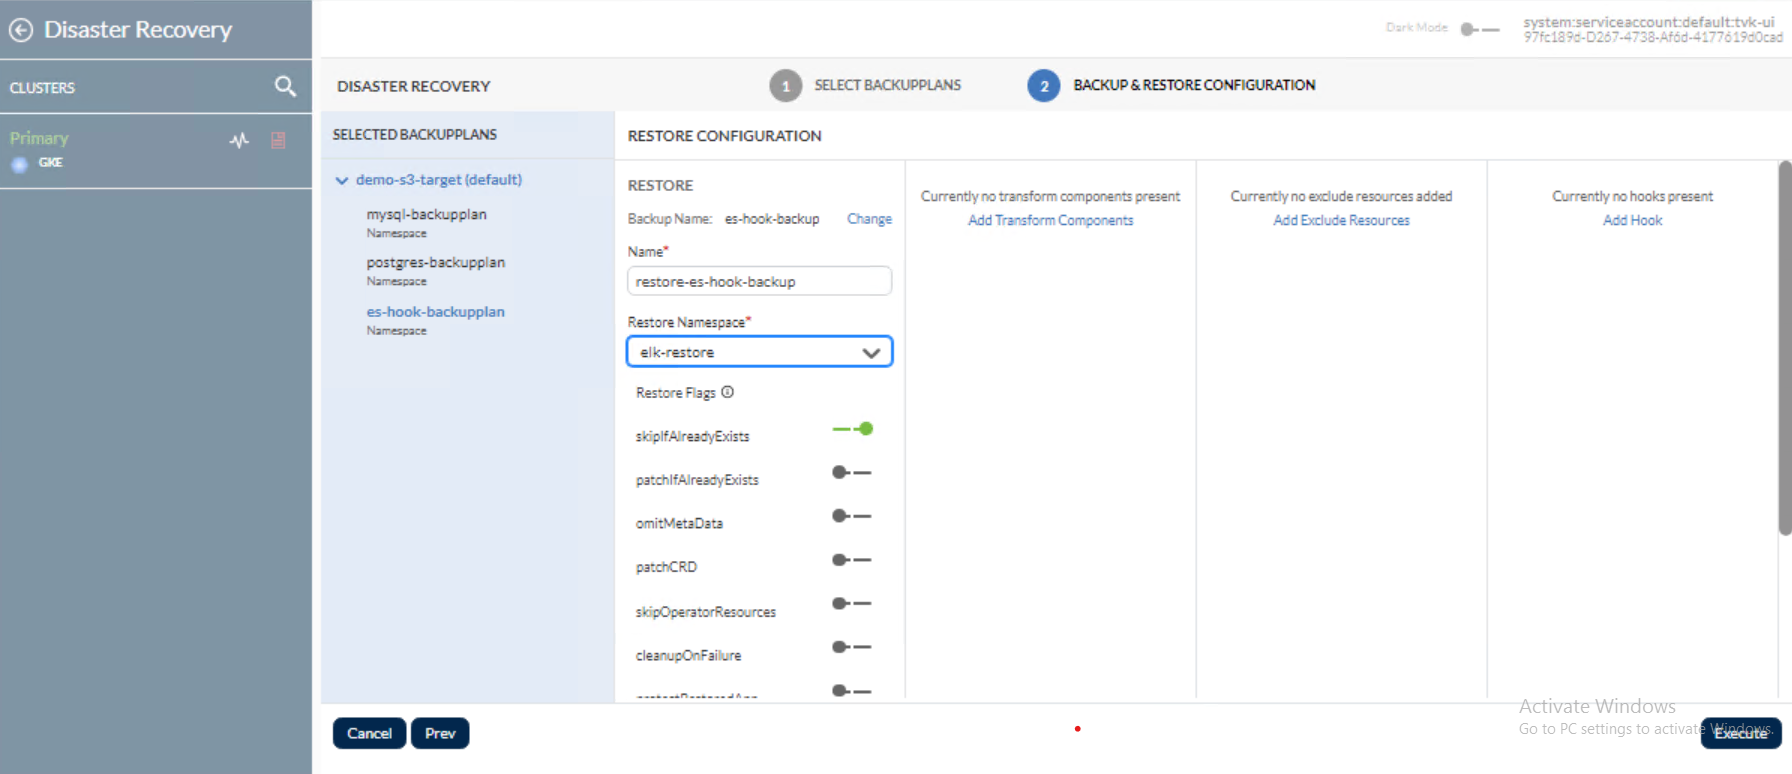 Disaster Recovery
CLUSTERS
Primary
GKE
Dark Mode
system:serviceaccount:default:tvk-ui
97fc189d-D267-4738-Af6d-4177619d0cad
DISASTER RECOVERY
1 SELECT BACKUPPLANS
2 BACKUP & RESTORE CONFIGURATION
SELECTED BACKUPPLANS
demo-s3-target (default)
mysql-backupplan
Namespace
postgres-backupplan
Namespace
es-hook-backupplan
Namespace
RESTORE CONFIGURATION
RESTORE
Backup Name: es-hook-backup Change
Name*
restore-es-hook-backup
Restore Namespace*
elk-restore
Restore Flags
skipIfAlreadyExists
patchIfAlreadyExists
omitMetaData
patchCRD
skipOperatorResources
cleanupOnFailure
Currently no transform components present
Add Transform Components
Currently no exclude resources added
Add Exclude Resources
Currently no hooks present
Add Hook
Cancel
Prev
Activate Windows
Go to PC settings to activate Windows.
Execute